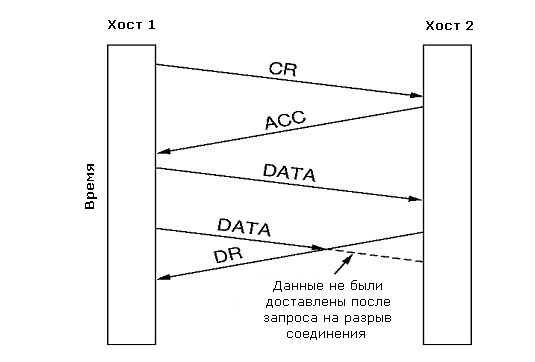 Хост 1
Хост 2
CR
ACC
DATA
Время
DATA
DR
Данные не были
доставлены после
запроса на разрыв
соединения